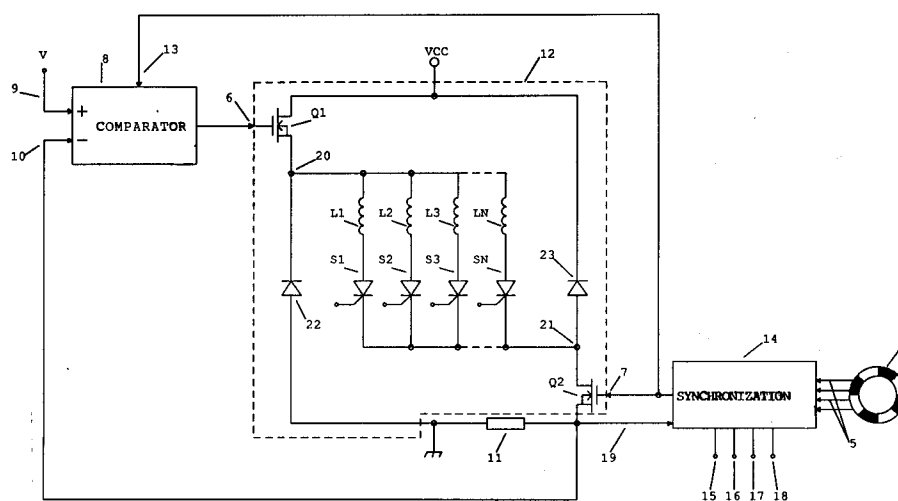 13
8
V
9
+
COMPARATOR
−
10
6
VCC
12
Q1
20
L1
L2
L3
LN
S1
S2
S3
SN
23
22
21
14
Q2
7
SYNCHRONIZATION
5
11
19
15
16
17
18